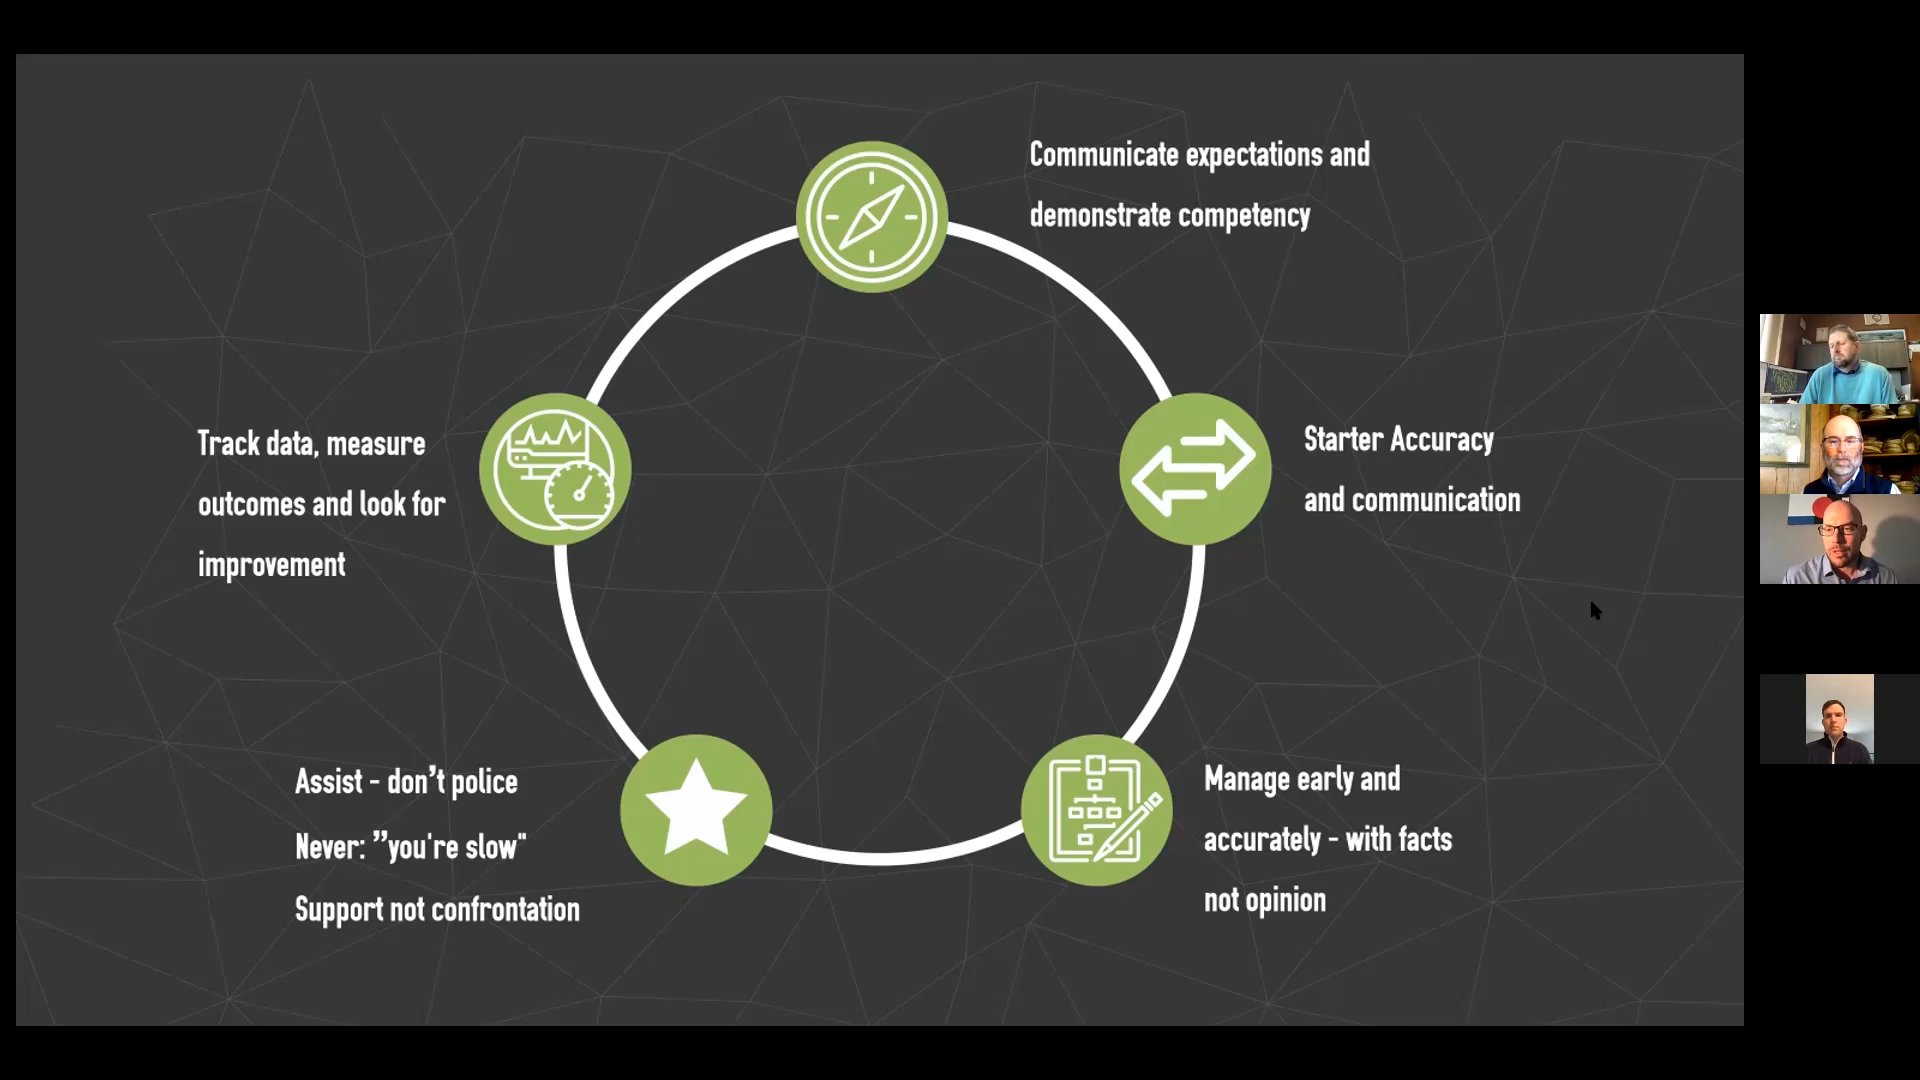 Communicate expectations and
demonstrate competency
Starter Accuracy
and communication
Manage early and
accurately - with facts
not opinion
Assist - don’t police
Never: ”you're slow"
Support not confrontation
Track data, measure
outcomes and look for
improvement